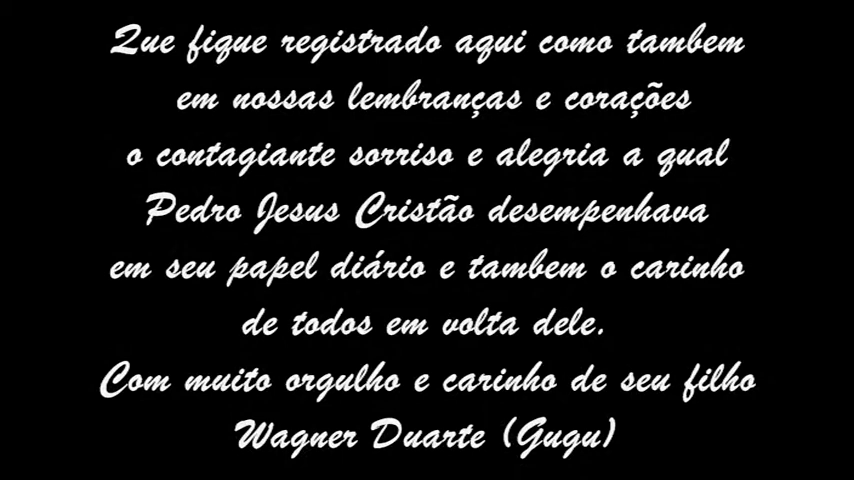 Que fique registrado aqui como tambem
em nossas lembranças e corações
o contagiante sorriso e alegria a qual
Pedro Jesus Cristão desempenhava
em seu papel diário e tambem o carinho
de todos em volta dele.
Com muito orgulho e carinho de seu filho
Wagner Duarte (Gugu)